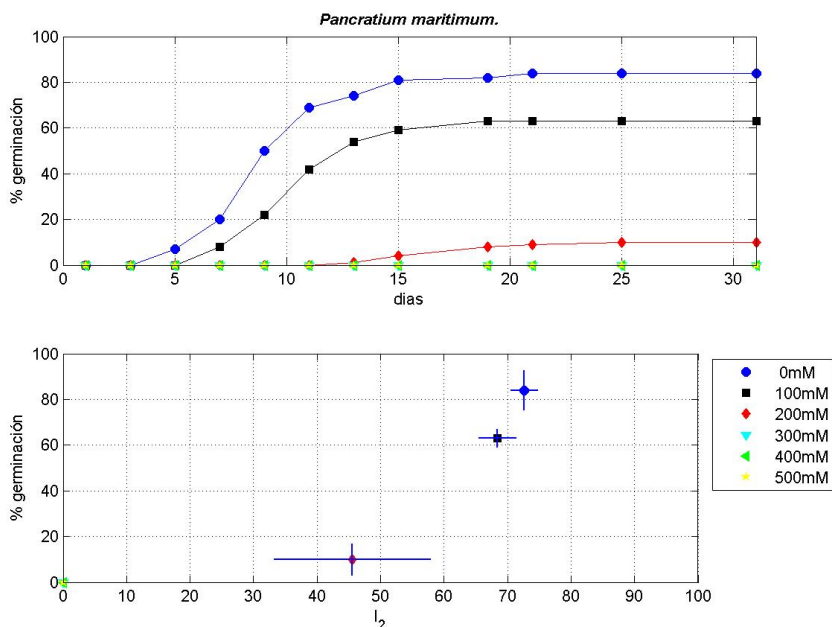 Pancratium maritimum.
100
80
60
40
20
0
% germinación
0 5 10 15 20 25 30
dias
100
80
60
40
20
0
% germinación
0 10 20 30 40 50 60 70 80 90 100
I2
0mM
100mM
200mM
300mM
400mM
500mM